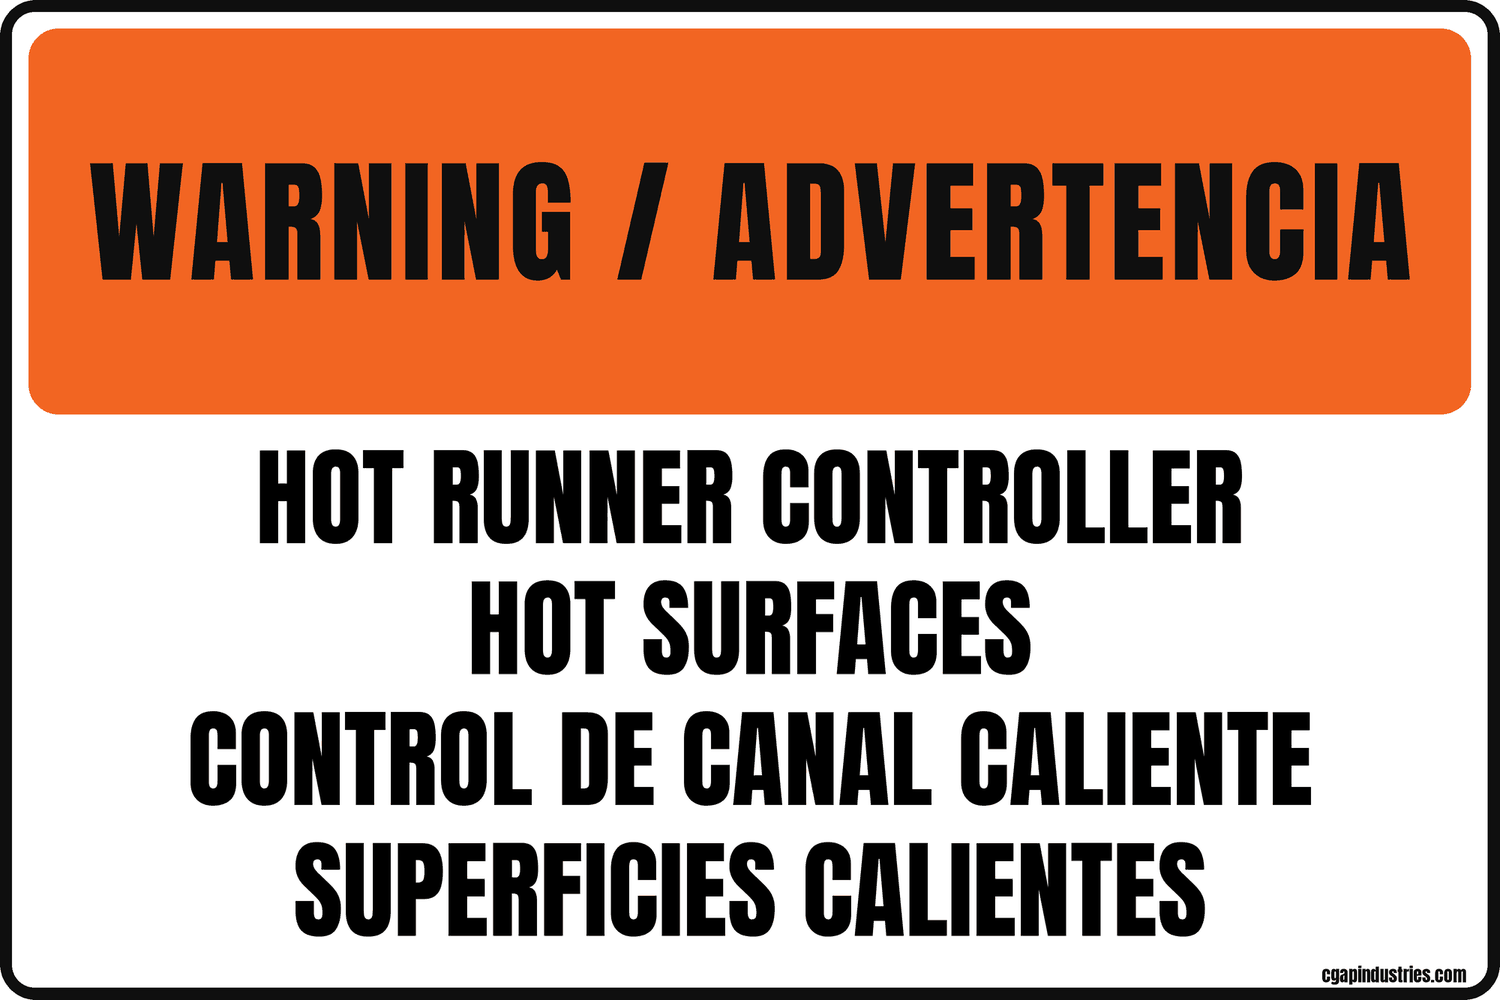 WARNING / ADVERTENCIA
HOT RUNNER CONTROLLER
HOT SURFACES
CONTROL DE CANAL CALIENTE
SUPERFICIES CALIENTES
cgapindustries.com